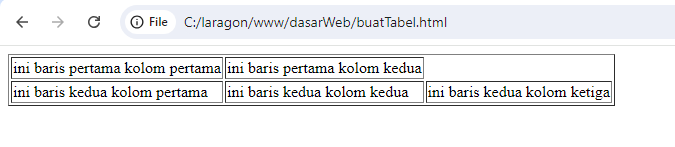 File C:/laragon/www/dasarWeb/buatTabel.html
ini baris pertama kolom pertama ini baris pertama kolom kedua
ini baris kedua kolom pertama ini baris kedua kolom kedua ini baris kedua kolom ketiga